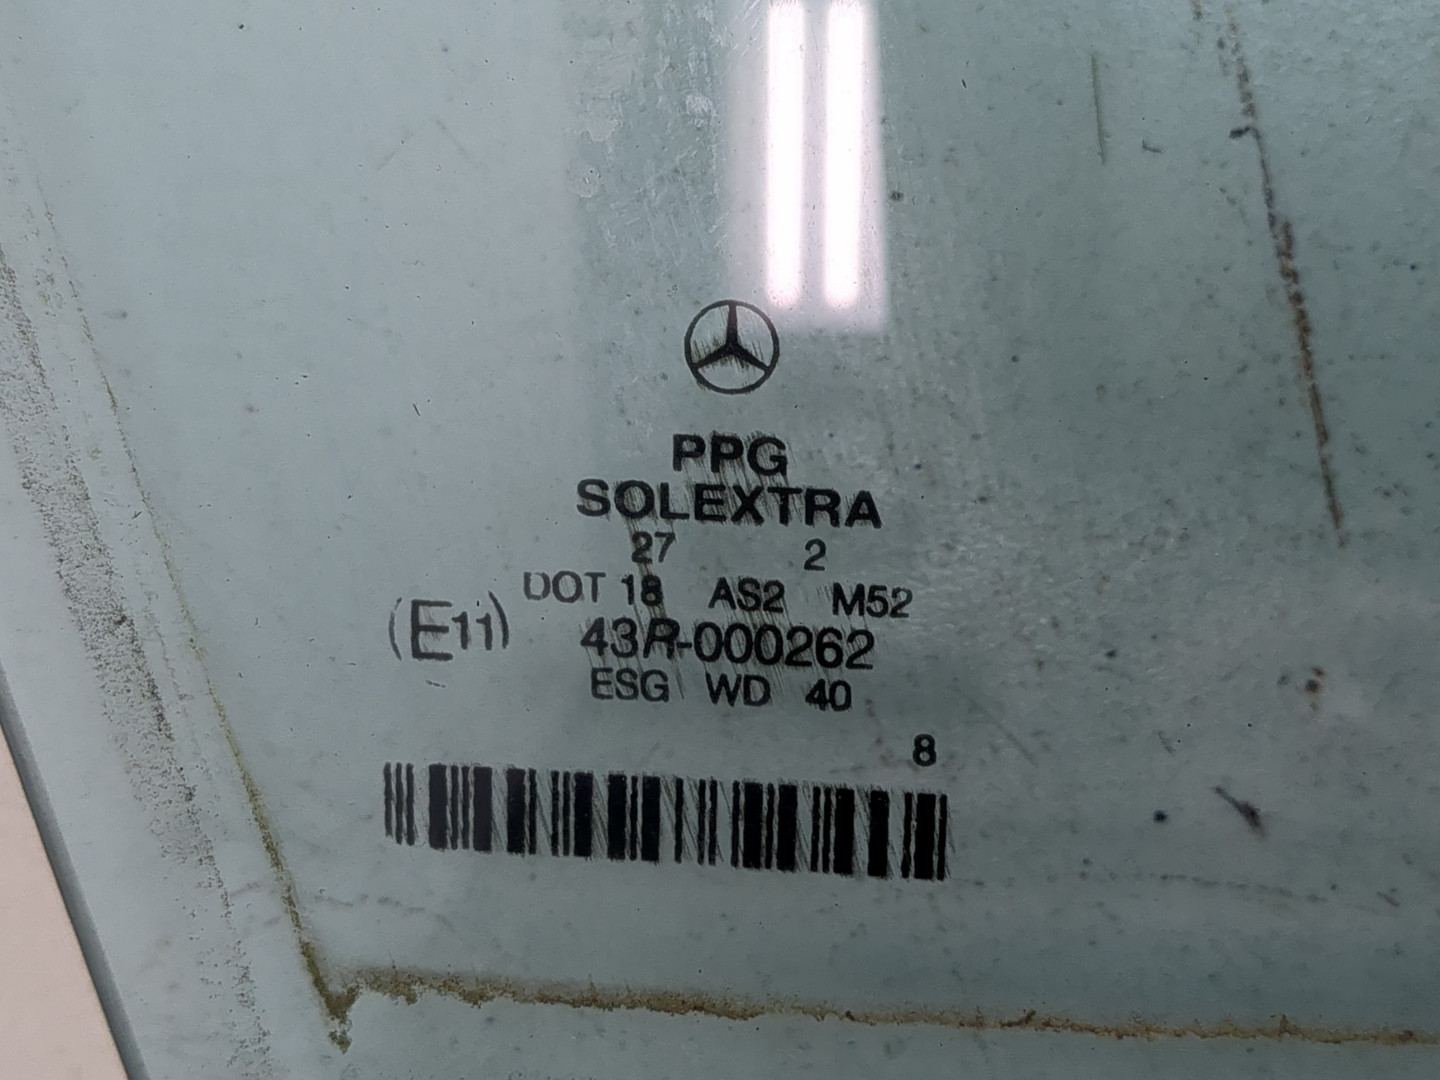 PPG
SOLEXTRA
27 2
DOT 18 AS2 M52
(E11) 43R-000262
ESG WD 40
8